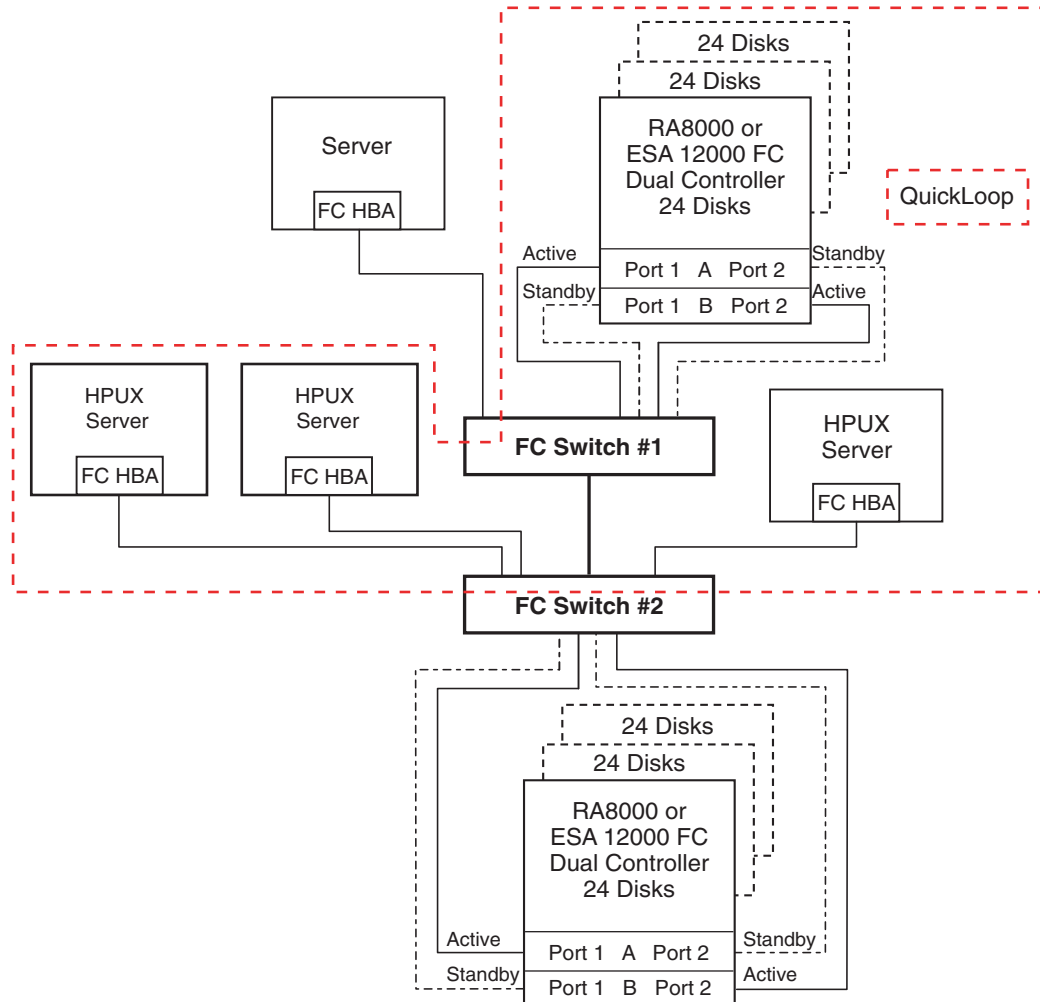 24 Disks
24 Disks
RA8000 or
ESA 12000 FC
Dual Controller
24 Disks
Server
FC HBA
QuickLoop
Active
Standby
Port 1 A Port 2
Standby
Active
Port 1 B Port 2
HPUX
Server
FC HBA
HPUX
Server
FC HBA
FC Switch #1
HPUX
Server
FC HBA
FC Switch #2
24 Disks
24 Disks
RA8000 or
ESA 12000 FC
Dual Controller
24 Disks
Active
Standby
Port 1 A Port 2
Standby
Active
Port 1 B Port 2